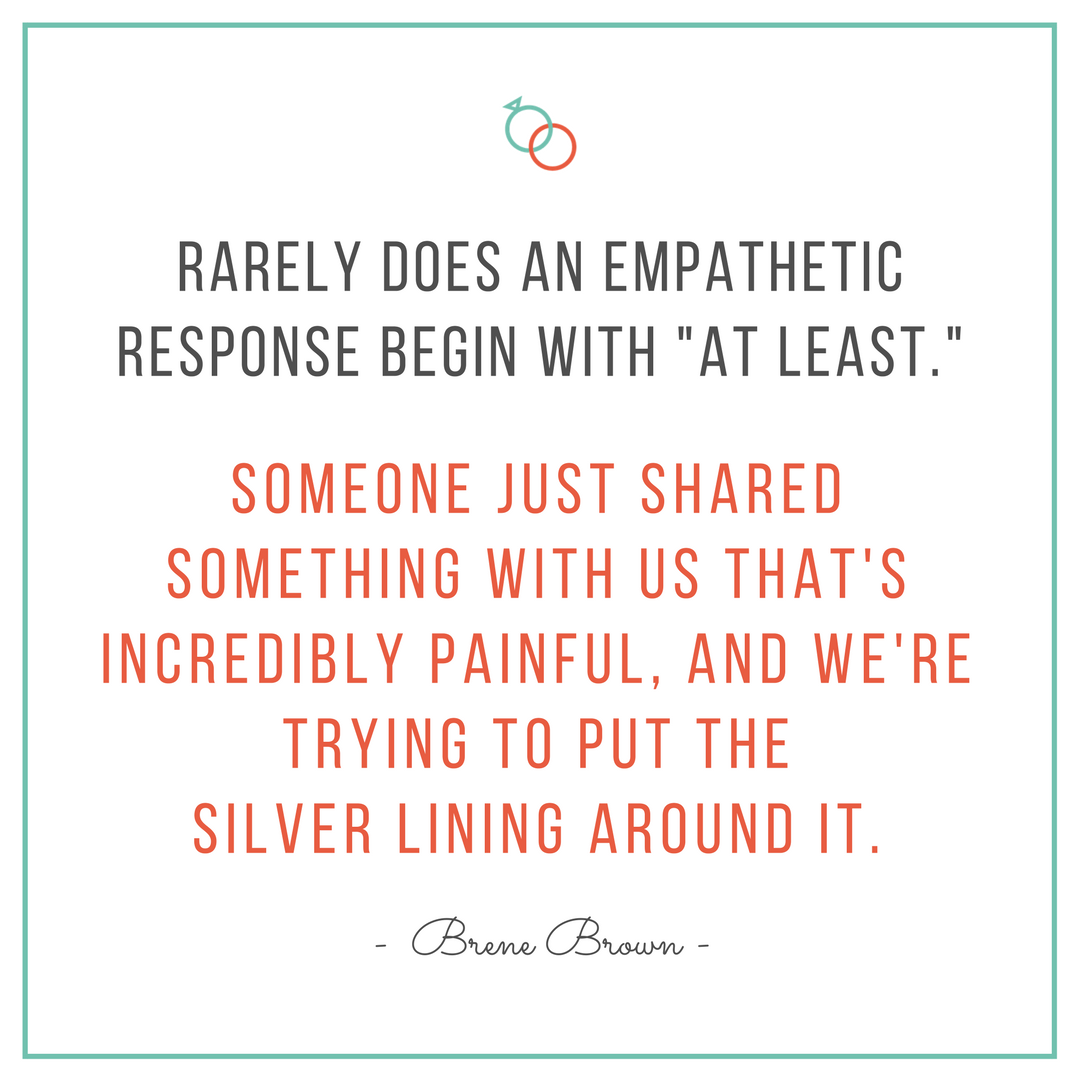 RARELY DOES AN EMPATHETIC
RESPONSE BEGIN WITH "AT LEAST."
SOMEONE JUST SHARED
SOMETHING WITH US THAT'S
INCREDIBLY PAINFUL, AND WE'RE
TRYING TO PUT THE
SILVER LINING AROUND IT.
- Brene Brown -